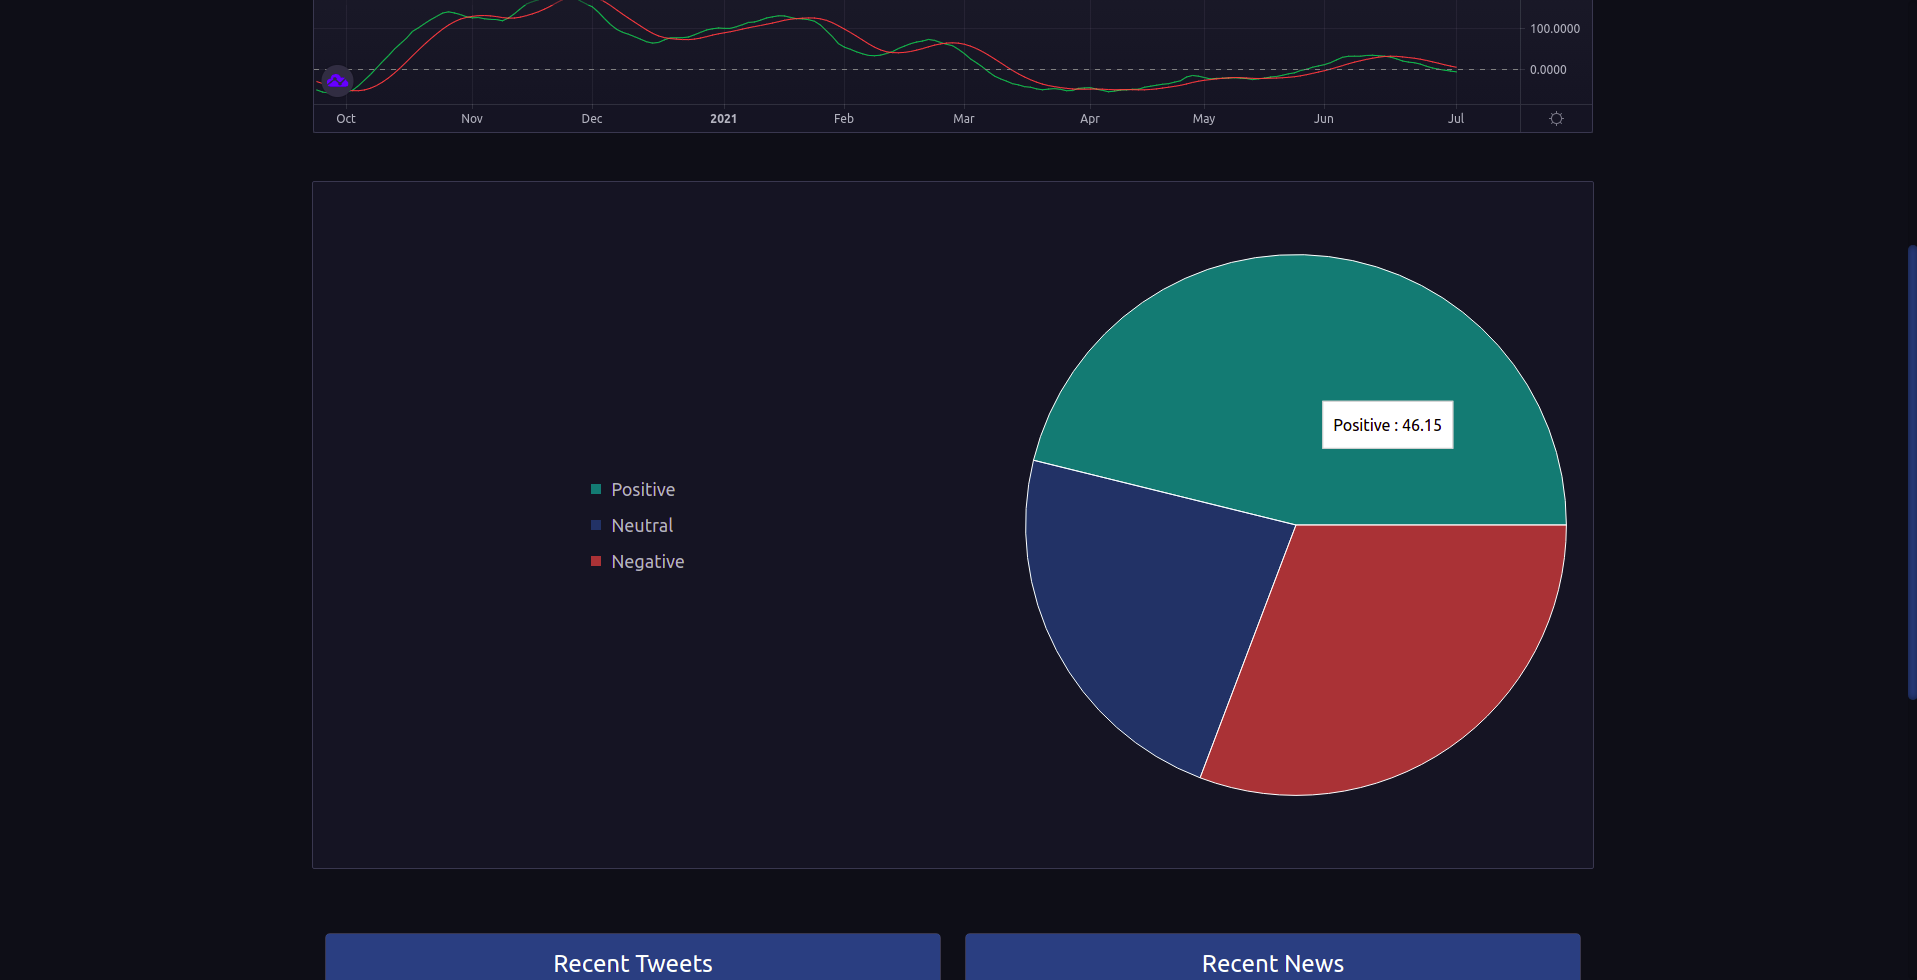 100.0000
0.0000
Oct Nov Dec 2021 Feb Mar Apr May Jun Jul
Positive : 46.15
Positive
Neutral
Negative
Recent Tweets
Recent News